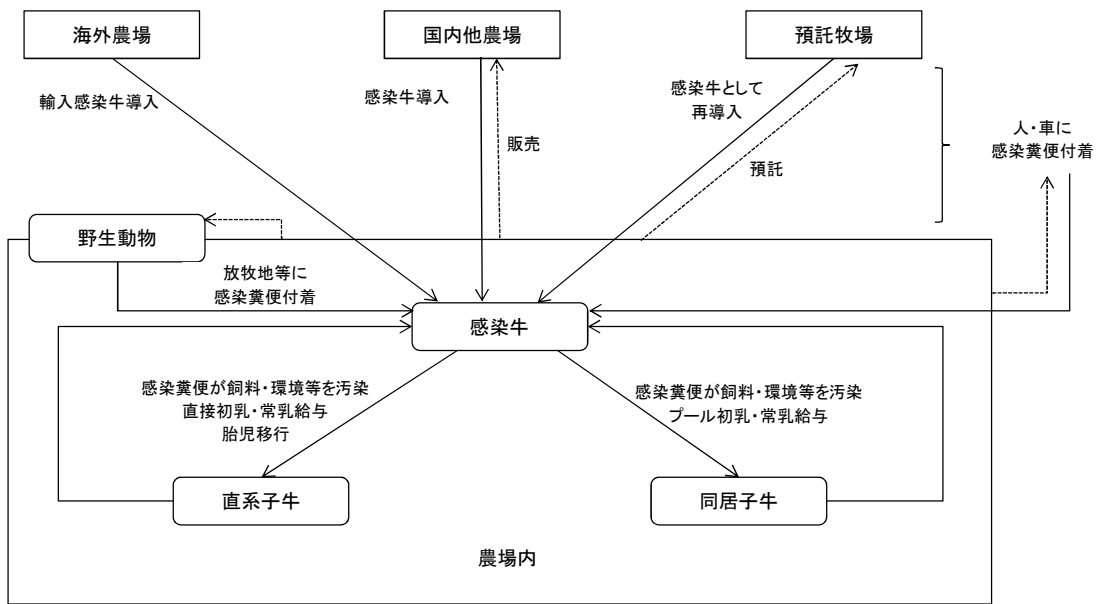 海外農場
国内他農場
預託牧場
輸入感染牛導入
感染牛導入
販売
感染牛として
再導入
預託
人・車に
感染糞便付着
野生動物
放牧地等に
感染糞便付着
感染牛
感染糞便が飼料・環境等を汚染
直接初乳・常乳給与
胎児移行
感染糞便が飼料・環境等を汚染
プール初乳・常乳給与
直系子牛
同居子牛
農場内